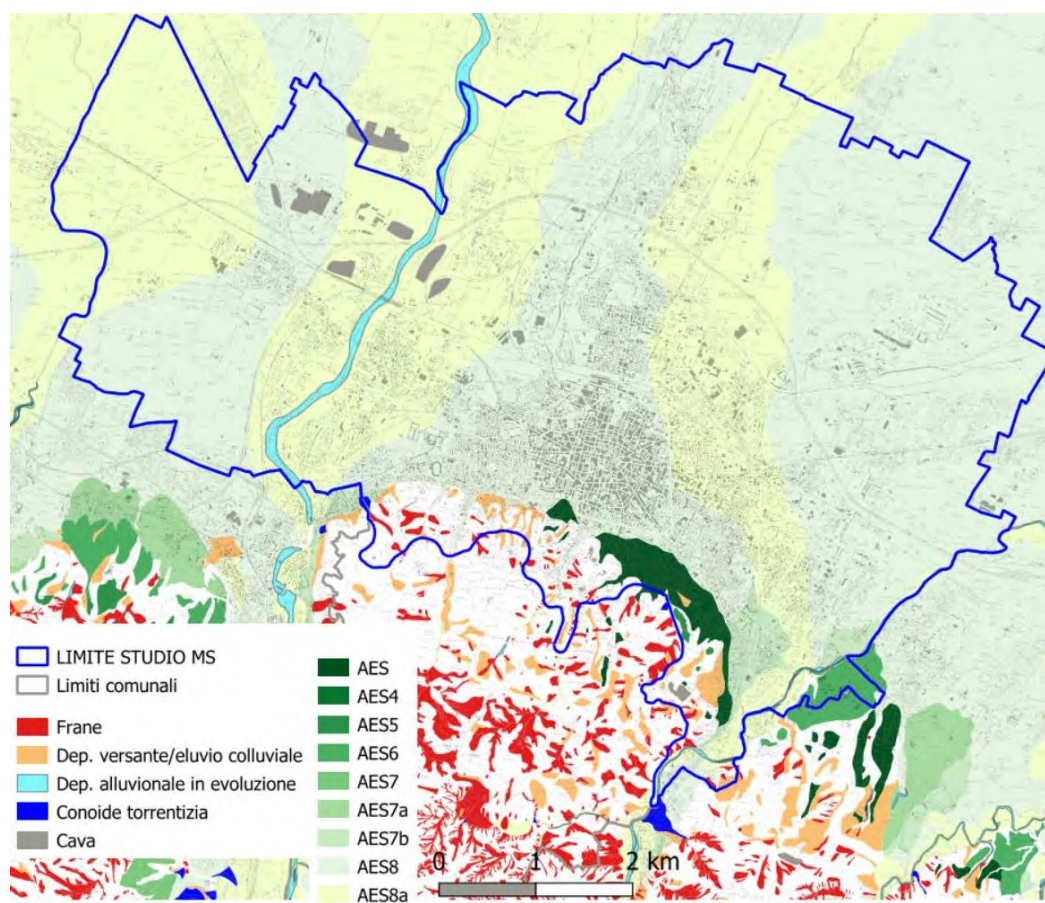 LIMITE STUDIO MS
Limiti comunali
Frane
Dep. versante/eluvio colluviale
Dep. alluvionale in evoluzione
Conoide torrentizia
Cava
AES
AES4
AES5
AES6
AES7
AES7a
AES7b
AES8
AES8a
0 1 2 km